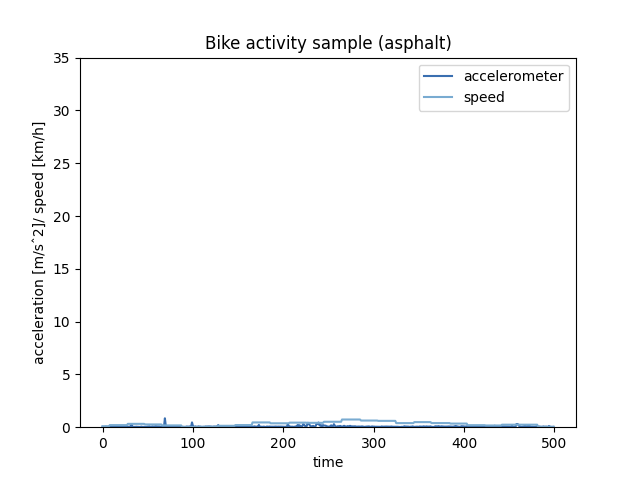 Bike activity sample (asphalt)
accelerometer
speed
acceleration [m/sˆ2]/ speed [km/h]
35
30
25
20
15
10
5
0
0 100 200 300 400 500
time